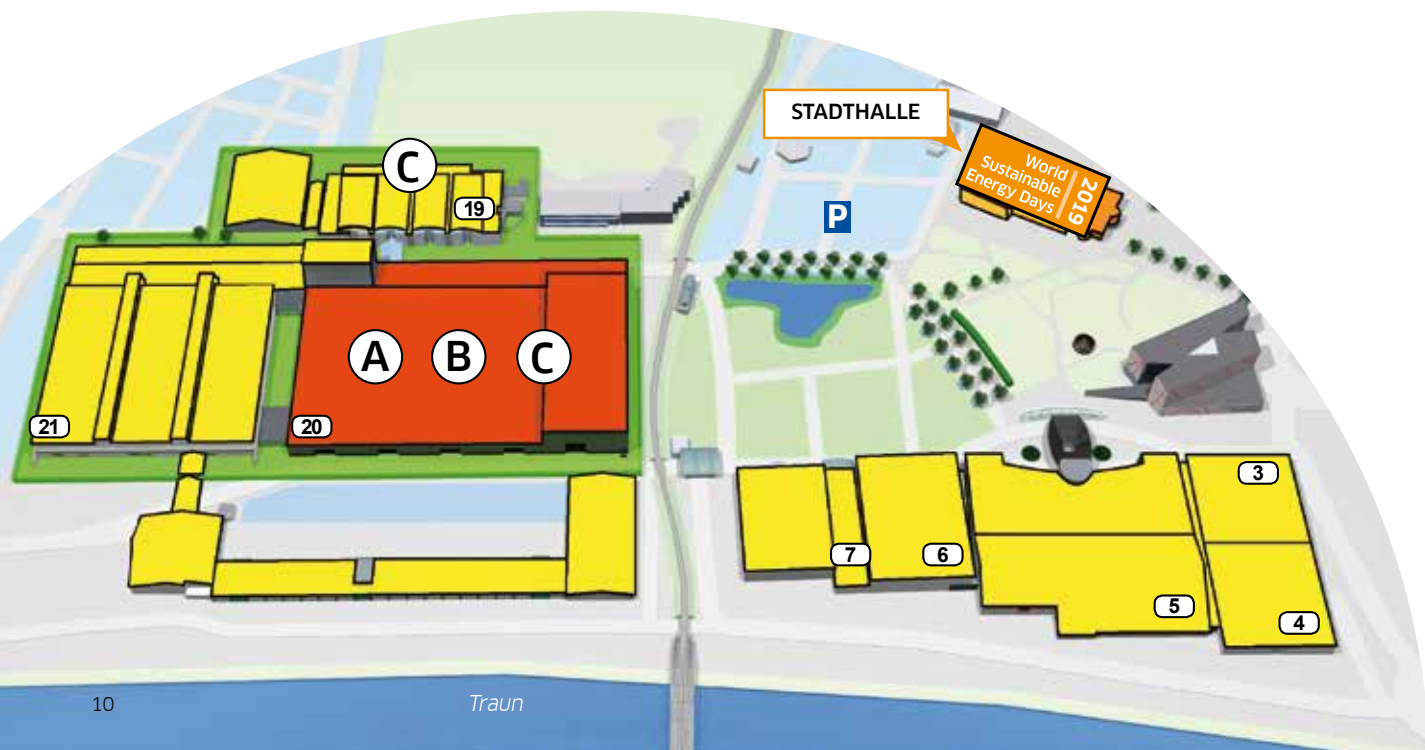 STADTHALLE
World
Sustainable
Energy Days
2019
P
C
19
A
B
C
21
20
3
7
6
5
4
10
Traun